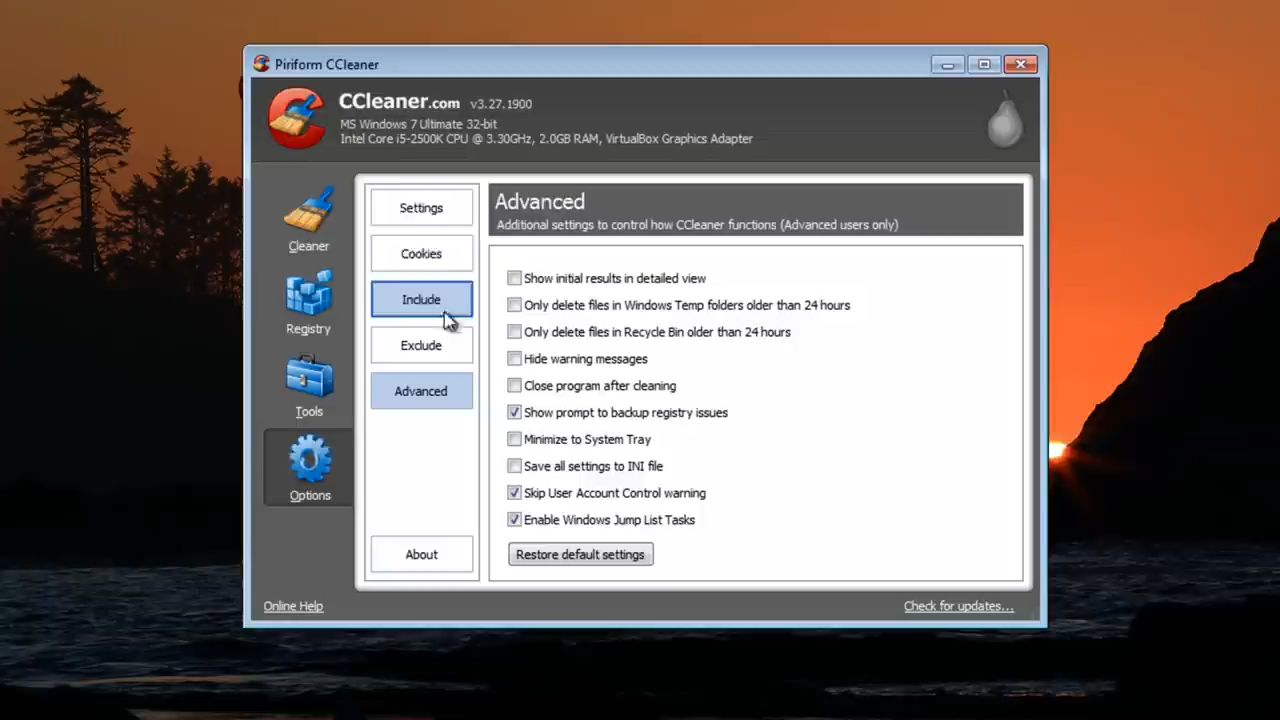 Piriform CCleaner
CCleaner.com v3.27.1900
MS Windows 7 Ultimate 32-bit
Intel Core i5-2500K CPU @ 3.30GHz, 2.0GB RAM, VirtualBox Graphics Adapter
Cleaner
Registry
Tools
Options
Settings
Cookies
Include
Exclude
Advanced
About
Advanced
Additional settings to control how CCleaner functions (Advanced users only)
Show initial results in detailed view
Only delete files in Windows Temp folders older than 24 hours
Only delete files in Recycle Bin older than 24 hours
Hide warning messages
Close program after cleaning
Show prompt to backup registry issues
Minimize to System Tray
Save all settings to INI file
Skip User Account Control warning
Enable Windows Jump List Tasks
Restore default settings
Online Help
Check for updates...